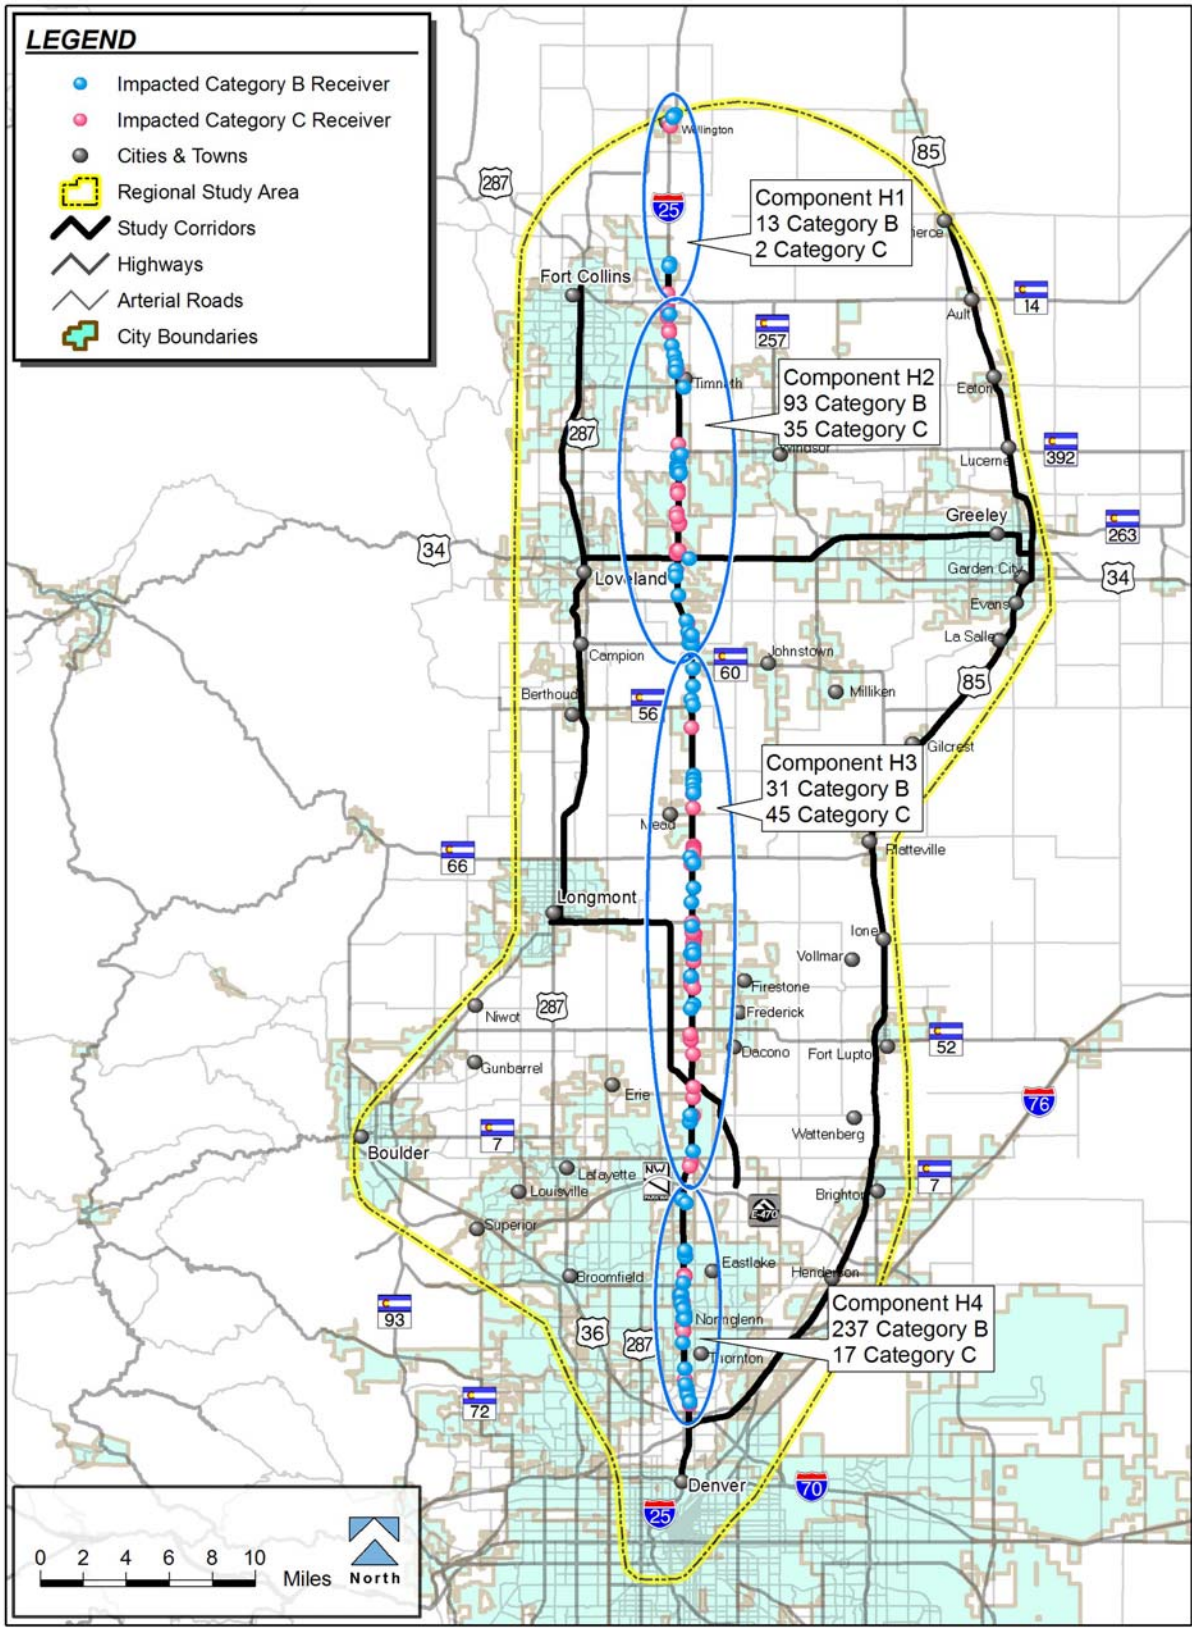 LEGEND
Impacted Category B Receiver
Impacted Category C Receiver
Cities & Towns
Regional Study Area
Study Corridors
Highways
Arterial Roads
City Boundaries
Wellington
85
287
25
Component H1
13 Category B
2 Category C
ierce
Fort Collins
14
Ault
257
Timnath
Component H2
93 Category B
35 Category C
Eaton
287
Windsor
Lucerne
392
Greeley
263
34
Garden City
34
Loveland
Evans
La Salle
Campion
60
Johnstown
85
Berthoud
56
Milliken
Gilcrest
Component H3
31 Category B
45 Category C
Mead
66
Platteville
Longmont
Ione
Vollmar
Firestone
287
Niwot
Frederick
52
Dacono
Fort Lupto
Gunbarrel
Erie
76
7
Wattenberg
Boulder
NW
PARKWAY
Lafayette
7
Louisville
Brighton
E-470
Superior
Eastlake
Broomfield
Henderson
93
Component H4
237 Category B
17 Category C
36
287
Northglenn
Thornton
72
Denver
70
25
0 2 4 6 8 10
Miles
North